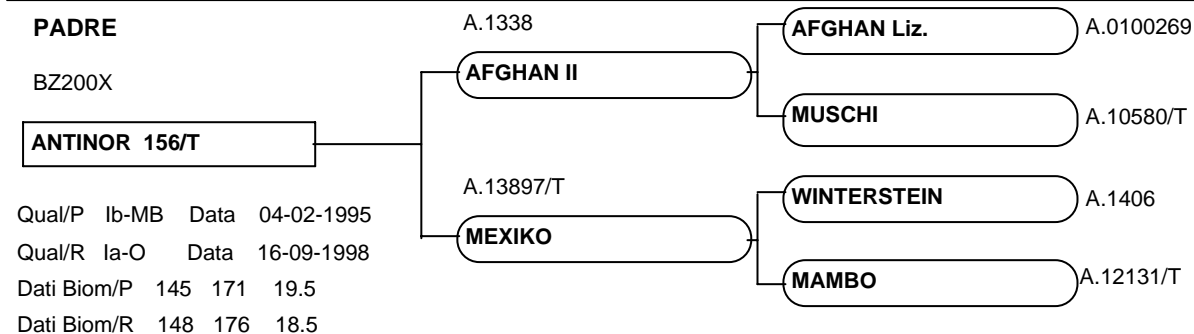 PADRE
BZ200X
ANTINOR 156/T
Qual/P Ib-MB Data 04-02-1995
Qual/R Ia-O Data 16-09-1998
Dati Biom/P 145 171 19.5
Dati Biom/R 148 176 18.5
A.1338
AFGHAN II
A.13897/T
MEXIKO
AFGHAN Liz. A.0100269
MUSCHI A.10580/T
WINTERSTEIN A.1406
MAMBO A.12131/T